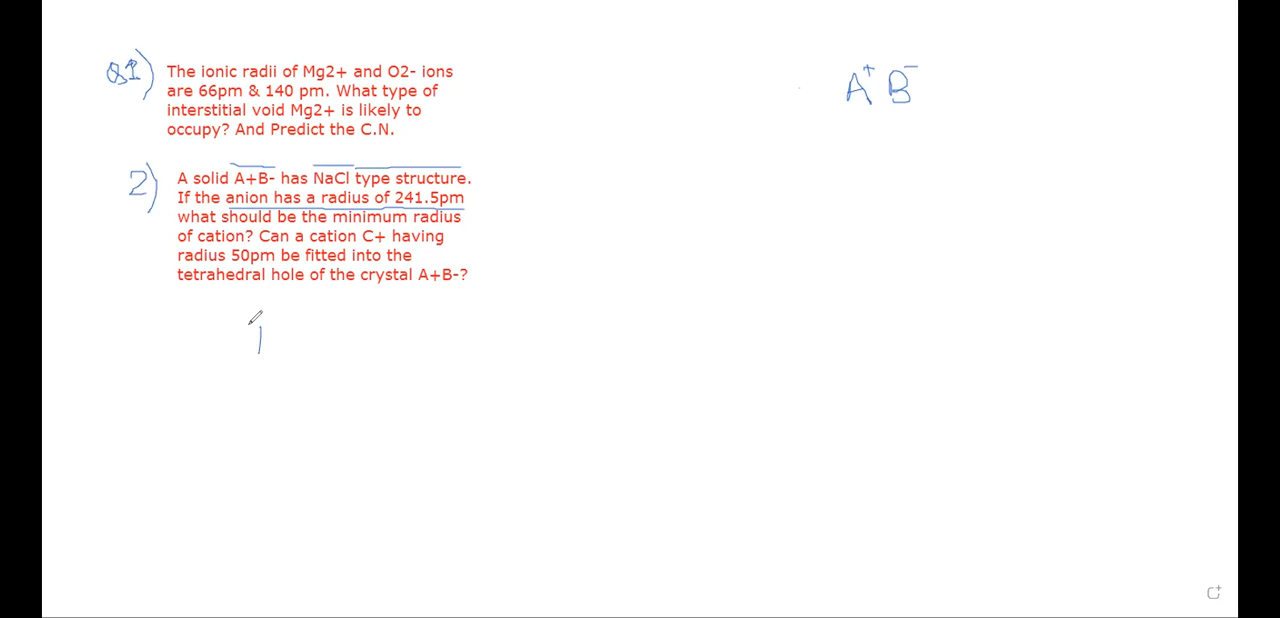 Q1)
The ionic radii of Mg2+ and O2- ions
are 66pm & 140 pm. What type of
interstitial void Mg2+ is likely to
occupy? And Predict the C.N.
A+ B-
2)
A solid A+B- has NaCl type structure.
If the anion has a radius of 241.5pm
what should be the minimum radius
of cation? Can a cation C+ having
radius 50pm be fitted into the
tetrahedral hole of the crystal A+B-?